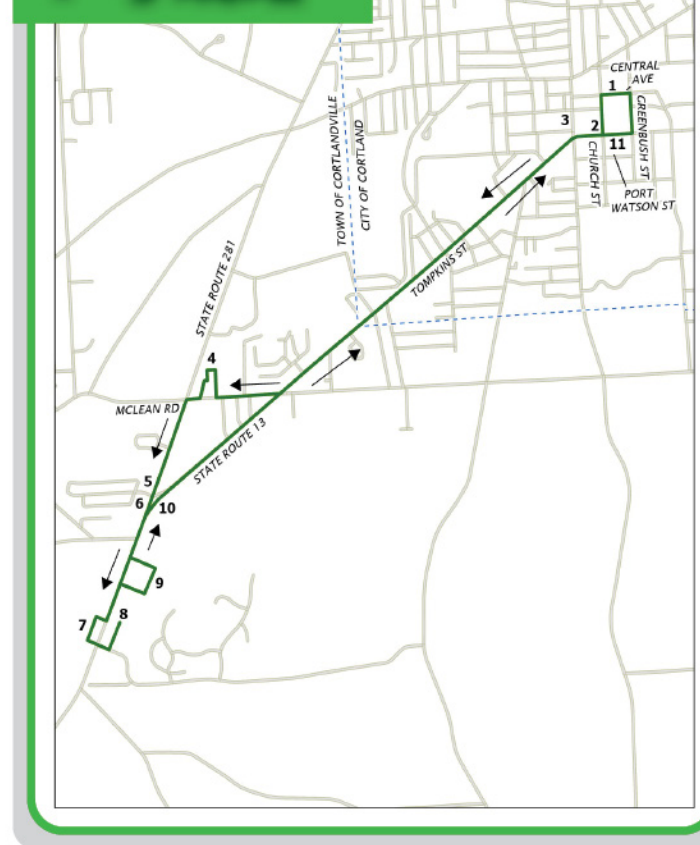 CENTRAL
AVE
1
GREENBUSH ST
3
2
11
CHURCH ST
PORT
WATSON ST
TOWN OF CORTLANDVILLE
CITY OF CORTLAND
TOMPKINS ST
STATE ROUTE 281
4
MCLEAN RD
STATE ROUTE 13
5
6
10
9
7
8